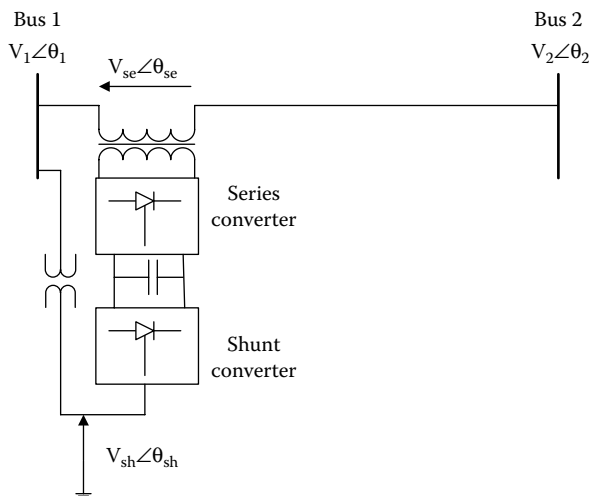 Bus 1
V₁∠θ₁
Bus 2
V₂∠θ₂
Vse∠θse
Series
converter
Shunt
converter
Vsh∠θsh